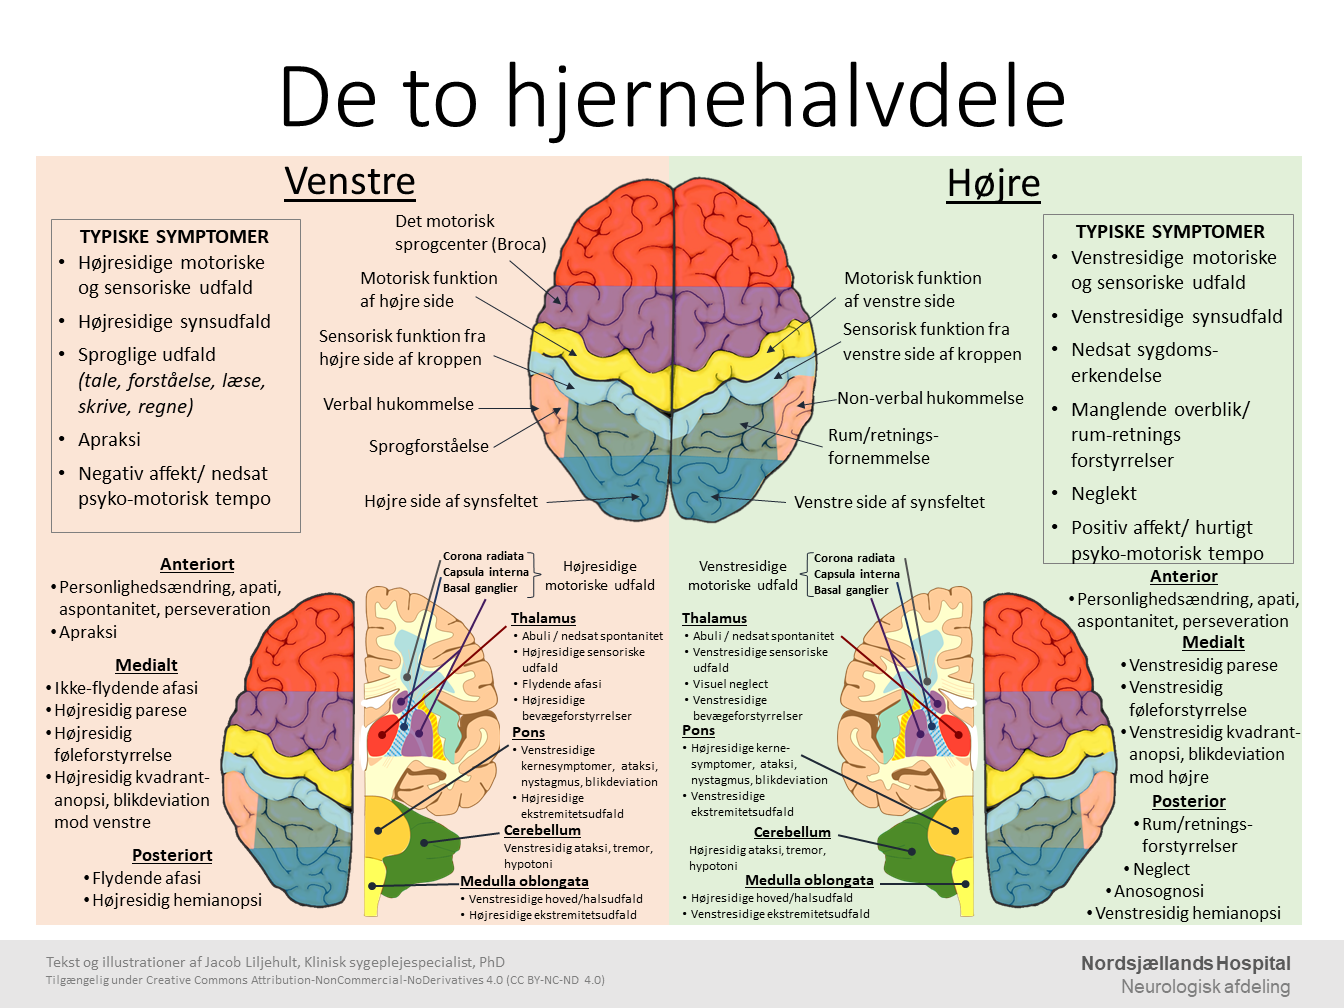 De to hjernehalvdele
Venstre
TYPISKE SYMPTOMER
• Højresidige motoriske
og sensoriske udfald
• Højresidige synsudfald
• Sproglige udfald
(tale, forståelse, læse,
skrive, regne)
• Apraksi
• Negativ affekt/ nedsat
psyko-motorisk tempo
Det motorisk
sprogcenter (Broca)
Motorisk funktion
af højre side
Sensorisk funktion fra
højre side af kroppen
Verbal hukommelse
Sprogforståelse
Højre side af synsfeltet
Højre
Motorisk funktion
af venstre side
Sensorisk funktion fra
venstre side af kroppen
Non-verbal hukommelse
Rum/retnings-
fornemmelse
Venstre side af synsfeltet
TYPISKE SYMPTOMER
• Venstresidige motoriske
og sensoriske udfald
• Venstresidige synsudfald
• Nedsat sygdoms-
erkendelse
• Manglende overblik/
rum-retnings
forstyrrelser
• Neglekt
• Positiv affekt/ hurtigt
psyko-motorisk tempo
Anteriort
• Personlighedsændring, apati,
aspontanitet, perseveration
• Apraksi
Medialt
• Ikke-flydende afasi
• Højresidig parese
• Højresidig
føleforstyrrelse
• Højresidig kvadrant-
anopsi, blikdeviation
mod venstre
Posteriort
• Flydende afasi
• Højresidig hemianopsi
Corona radiata
Capsula interna
Basal ganglier
Højresidige
motoriske udfald
Thalamus
• Abuli / nedsat spontanitet
• Højresidige sensoriske
udfald
• Flydende afasi
• Højresidige
bevægeforstyrrelser
Pons
• Venstresidige
kernesymptomer, ataksi,
nystagmus, blikdeviation
• Højresidige
ekstremitetsudfald
Cerebellum
Venstresidig ataksi, tremor,
hypotoni
Medulla oblongata
• Venstresidige hoved/halsudfald
• Højresidige ekstremitetsudfald
Venstresidige
motoriske udfald
Corona radiata
Capsula interna
Basal ganglier
Thalamus
• Abuli / nedsat spontanitet
• Venstresidige sensoriske
udfald
• Visuel neglect
• Venstresidige
bevægeforstyrrelser
Pons
• Højresidige kerne-
symptomer, ataksi,
nystagmus, blikdeviation
• Venstresidige
ekstremitetsudfald
Cerebellum
Højresidig ataksi, tremor,
hypotoni
Medulla oblongata
• Højresidige hoved/halsudfald
• Venstresidige ekstremitetsudfald
Anterior
• Personlighedsændring, apati,
aspontanitet, perseveration
Medialt
• Venstresidig parese
• Venstresidig
føleforstyrrelse
• Venstresidig kvadrant-
anopsi, blikdeviation
mod højre
Posterior
• Rum/retnings-
forstyrrelser
• Neglect
• Anosognosi
• Venstresidig hemianopsi
Tekst og illustrationer af Jacob Liljehult, Klinisk sygeplejespecialist, PhD
Tilgængelig under Creative Commons Attribution-NonCommercial-NoDerivatives 4.0 (CC BY-NC-ND 4.0)
Nordsjællands Hospital
Neurologisk afdeling